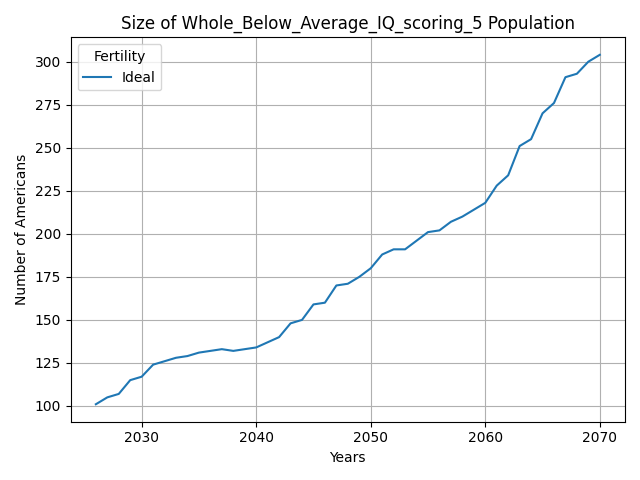 Size of Whole_Below_Average_IQ_scoring_5 Population
Fertility
Ideal
Number of Americans
300
275
250
225
200
175
150
125
100
2030 2040 2050 2060 2070
Years